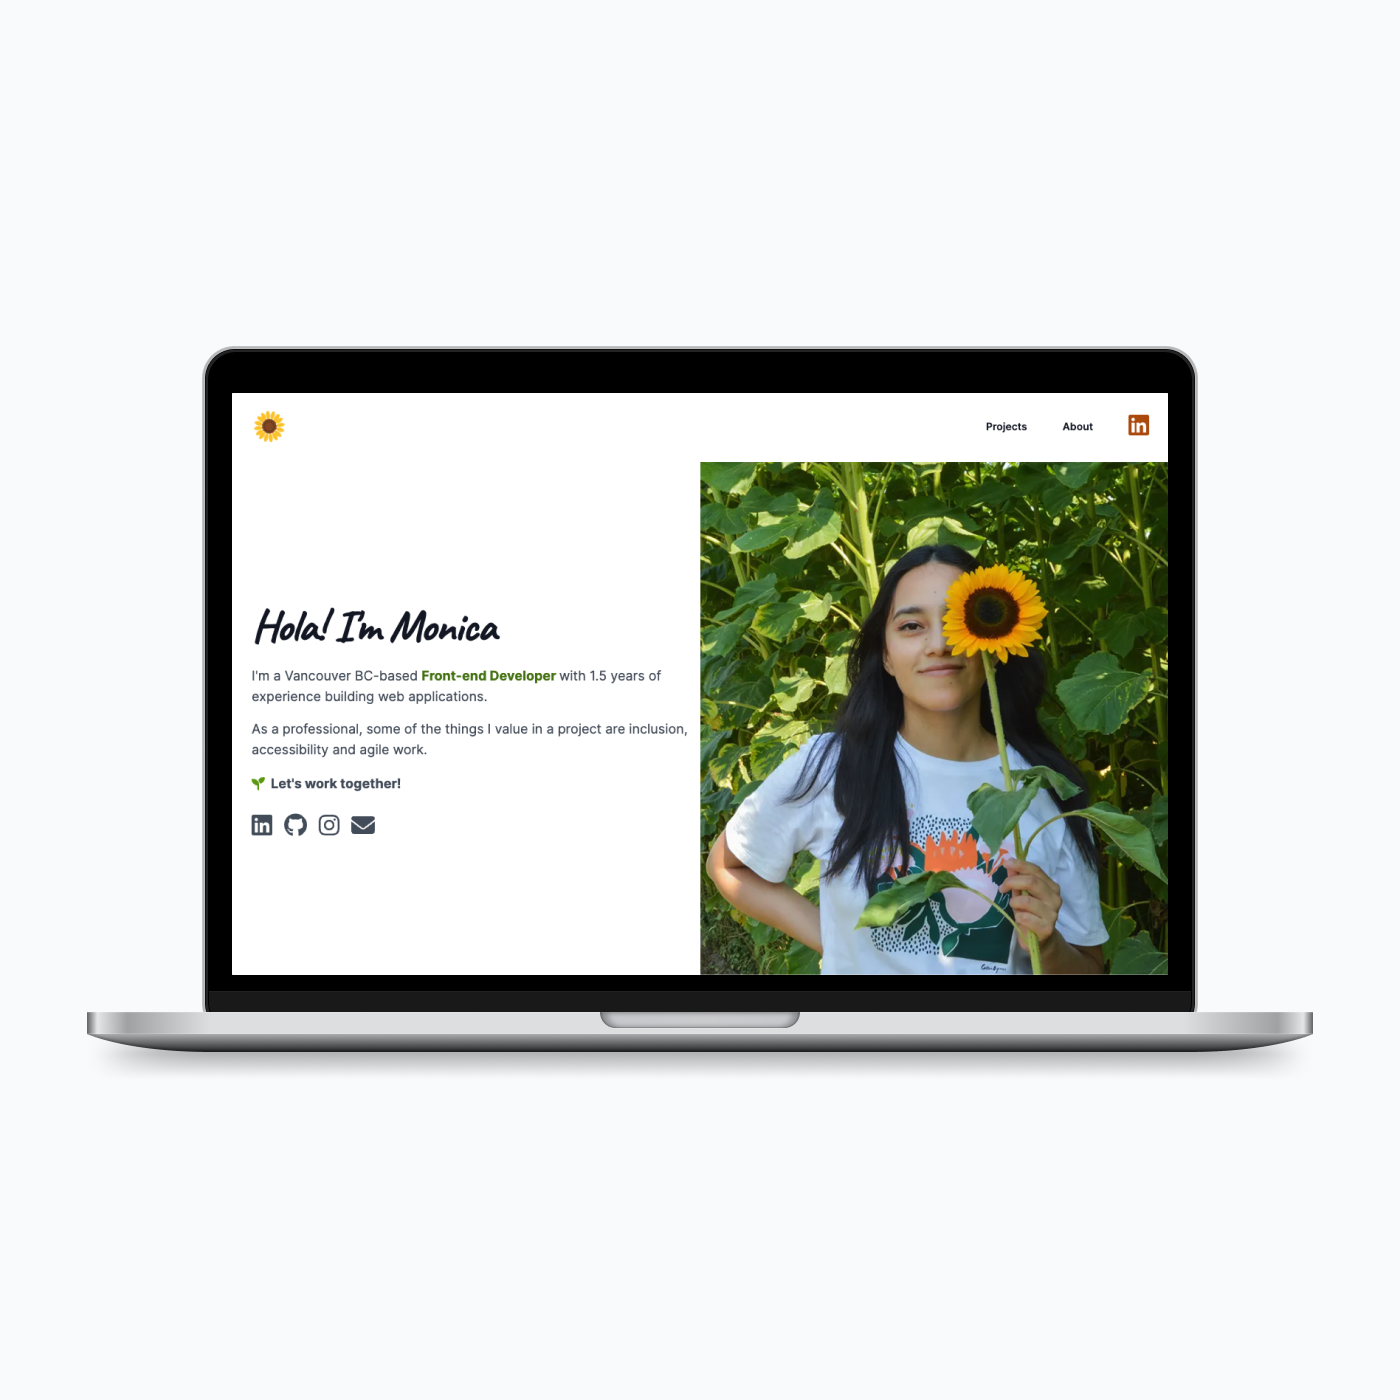 Projects About
Hola! I'm Monica
I'm a Vancouver BC-based Front-end Developer with 1.5 years of
experience building web applications.
As a professional, some of the things I value in a project are inclusion,
accessibility and agile work.
Let's work together!